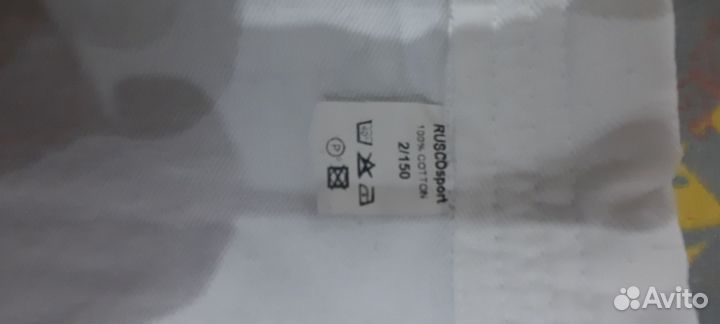 RUSCOsport
100% COTTON
2/150
P
Avito